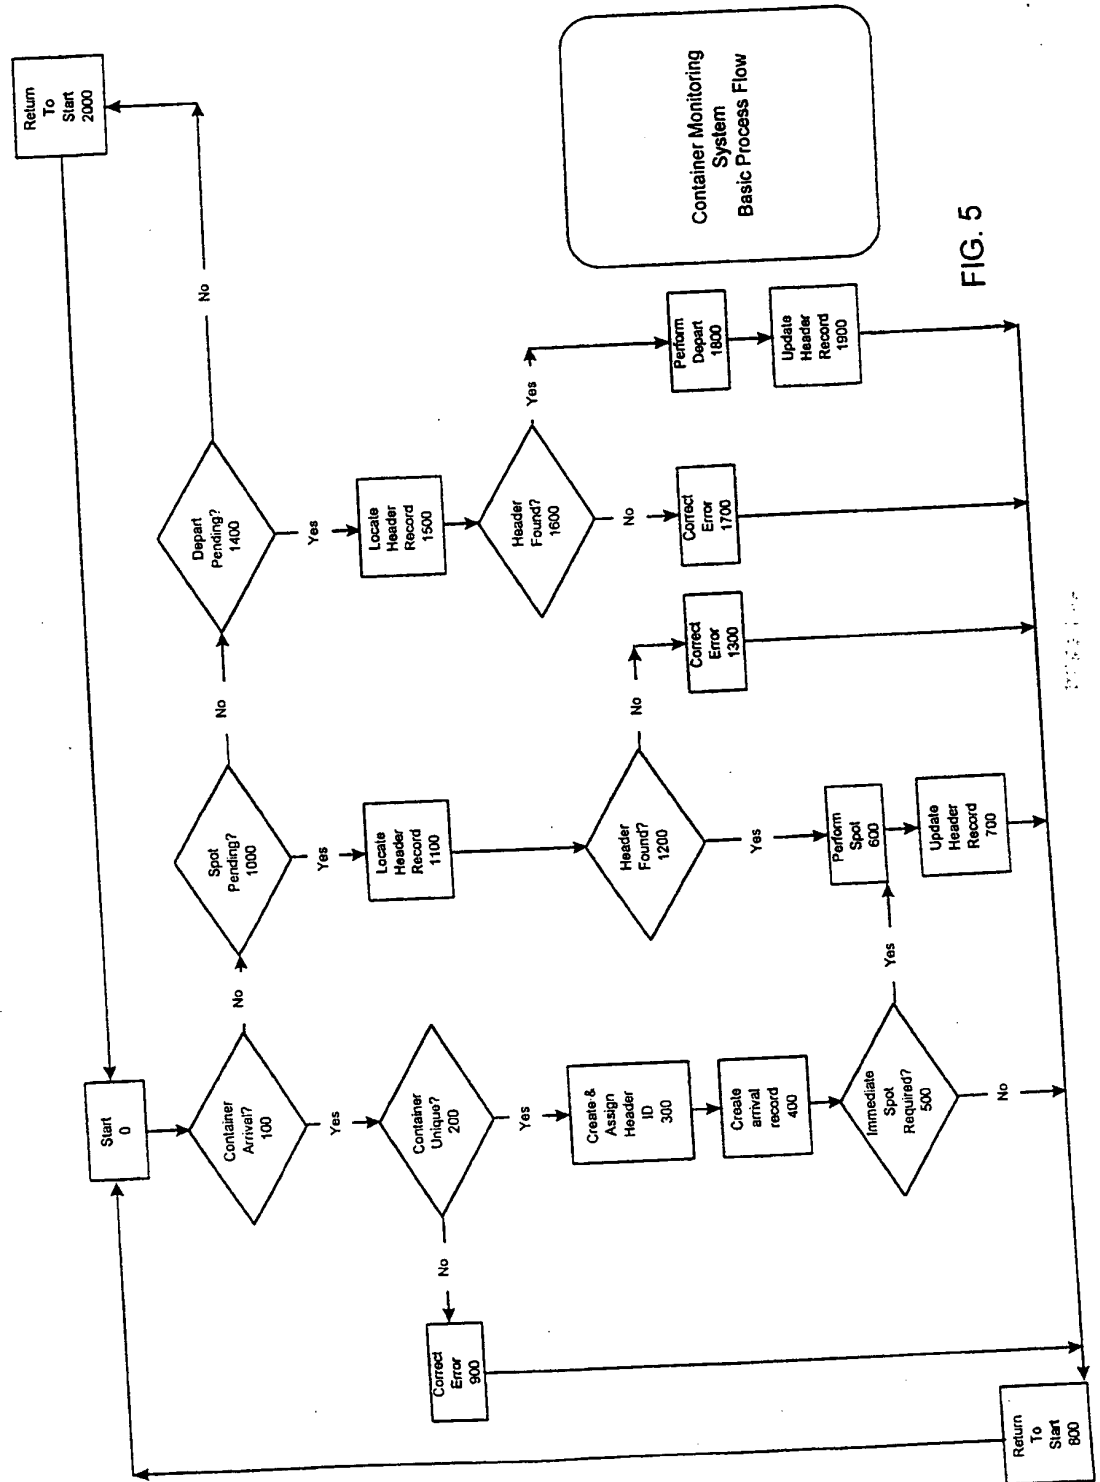 Return
To
Start
2000
No
Start
0
Container
Arrival?
100
No
Spot
Pending?
1000
No
Depart
Pending?
1400
Yes
Yes
Yes
Container
Unique?
200
Locate
Header
Record
1100
Locate
Header
Record
1500
Header
Found?
1600
Yes
No
Correct
Error
900
Yes
Create &
Assign
Header
ID
300
Header
Found?
1200
No
Correct
Error
1300
No
Correct
Error
1700
Perform
Depart
1800
Create
arrival
record
400
Yes
Update
Header
Record
1900
Immediate
Spot
Required?
500
Yes
Perform
Spot
600
Update
Header
Record
700
No
Return
To
Start
800
Container Monitoring
System
Basic Process Flow
FIG. 5